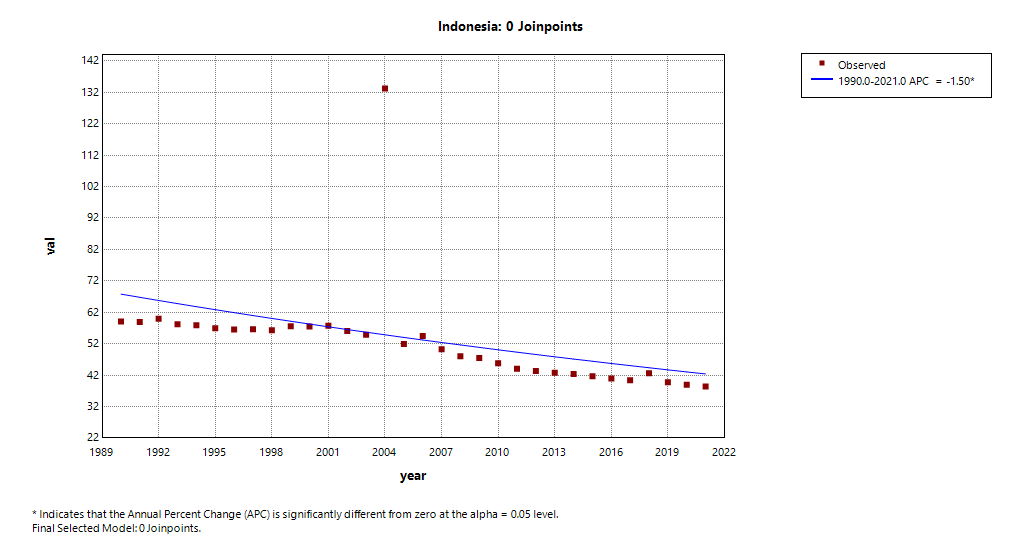 Indonesia: 0 Joinpoints
142
132
122
112
102
92
82
72
62
52
42
32
22
val
1989 1992 1995 1998 2001 2004 2007 2010 2013 2016 2019 2022
year
Observed
1990.0-2021.0 APC = -1.50*
* Indicates that the Annual Percent Change (APC) is significantly different from zero at the alpha = 0.05 level.
Final Selected Model: 0 Joinpoints.